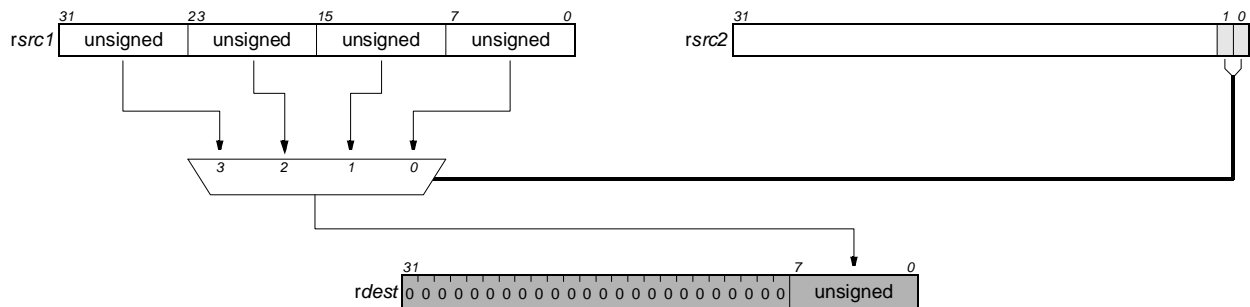 31 23 15 7 0 31 1 0
rsrc1 unsigned unsigned unsigned unsigned rsrc2
3 2 1 0
31 7 0
rdest 0 0 0 0 0 0 0 0 0 0 0 0 0 0 0 0 0 0 0 0 0 0 0 0 unsigned